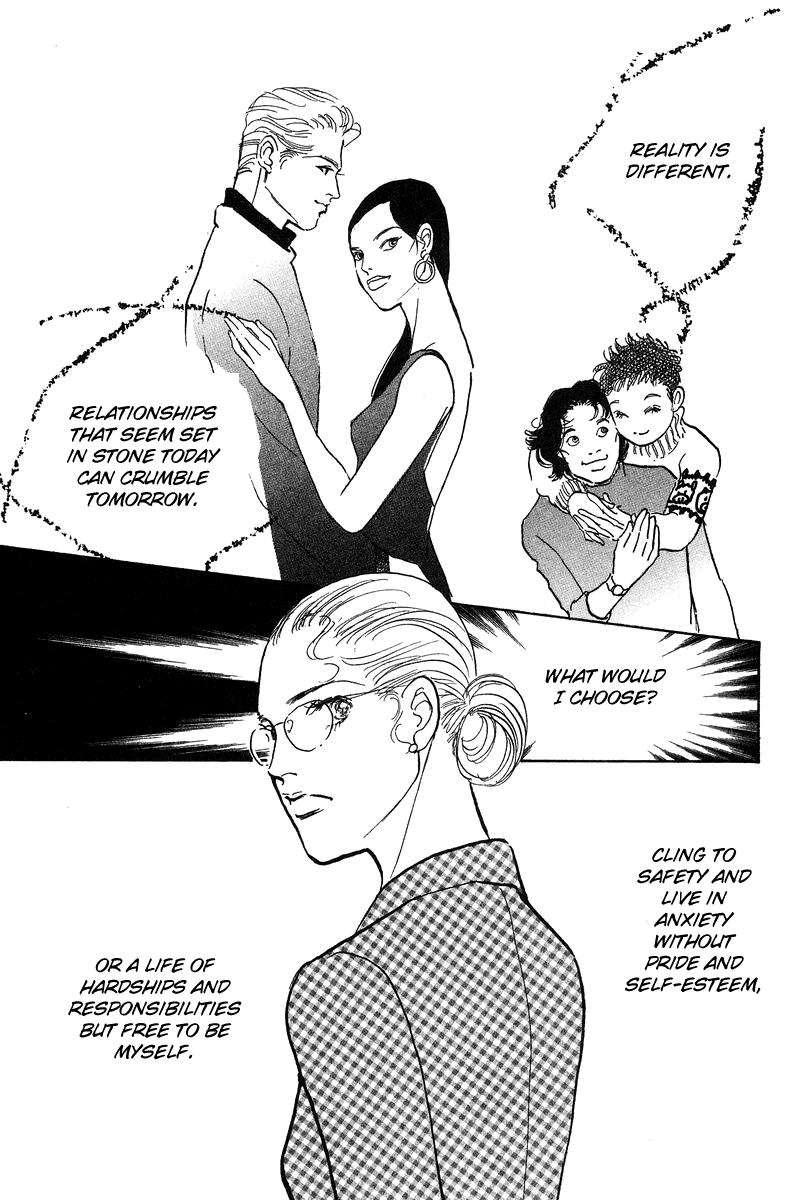 REALITY IS
DIFFERENT.
RELATIONSHIPS
THAT SEEM SET
IN STONE TODAY
CAN CRUMBLE
TOMORROW.
WHAT WOULD
I CHOOSE?
CLING TO
SAFETY AND
LIVE IN
ANXIETY
WITHOUT
PRIDE AND
SELF-ESTEEM,
OR A LIFE OF
HARDSHIPS AND
RESPONSIBILITIES
BUT FREE TO BE
MYSELF.